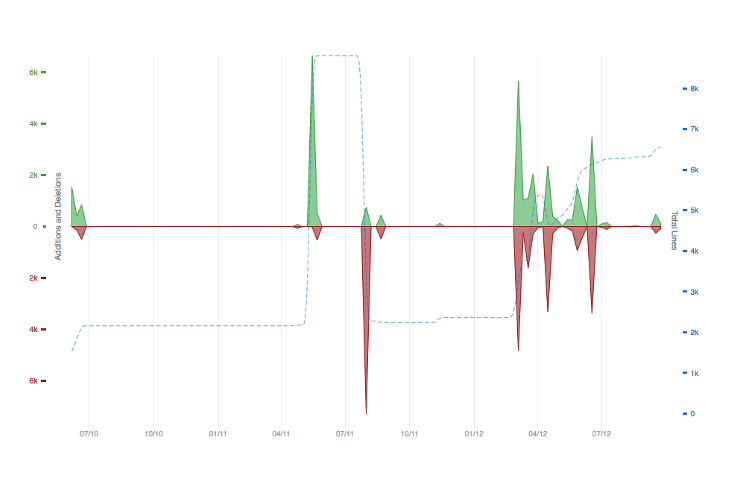 6k
4k
2k
0
2k
4k
6k
Additions and Deletions
8k
7k
6k
5k
4k
3k
2k
1k
0
Total Lines
07/10
10/10
01/11
04/11
07/11
10/11
01/12
04/12
07/12